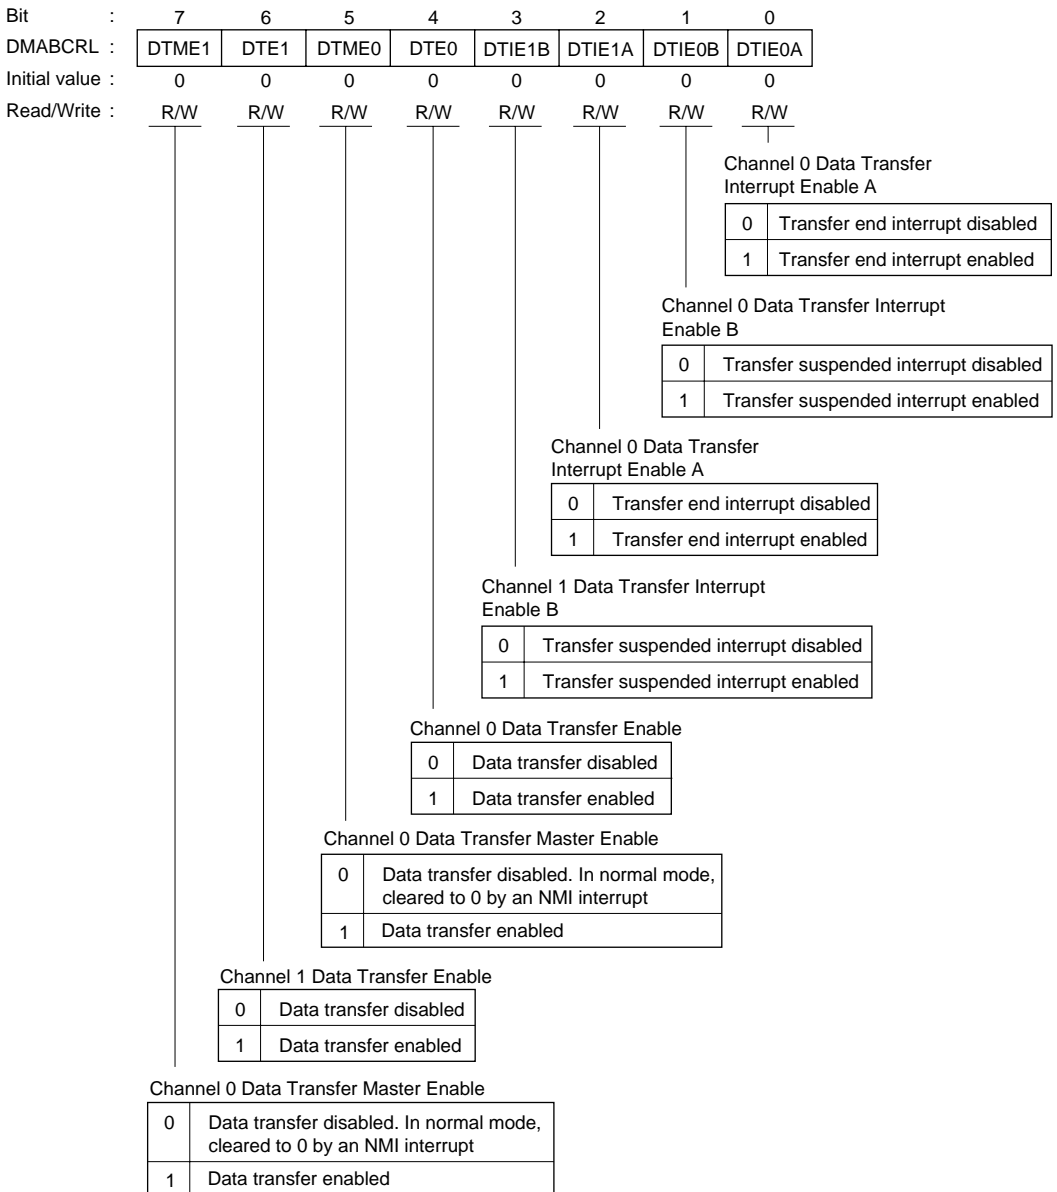 Bit : 7 6 5 4 3 2 1 0
DMABCRL : DTME1 DTE1 DTME0 DTE0 DTIE1B DTIE1A DTIE0B DTIE0A
Initial value : 0 0 0 0 0 0 0 0
Read/Write : R/W R/W R/W R/W R/W R/W R/W R/W
Channel 0 Data Transfer
Interrupt Enable A
0 Transfer end interrupt disabled
1 Transfer end interrupt enabled
Channel 0 Data Transfer Interrupt
Enable B
0 Transfer suspended interrupt disabled
1 Transfer suspended interrupt enabled
Channel 0 Data Transfer
Interrupt Enable A
0 Transfer end interrupt disabled
1 Transfer end interrupt enabled
Channel 1 Data Transfer Interrupt
Enable B
0 Transfer suspended interrupt disabled
1 Transfer suspended interrupt enabled
Channel 0 Data Transfer Enable
0 Data transfer disabled
1 Data transfer enabled
Channel 0 Data Transfer Master Enable
0 Data transfer disabled. In normal mode,
cleared to 0 by an NMI interrupt
1 Data transfer enabled
Channel 1 Data Transfer Enable
0 Data transfer disabled
1 Data transfer enabled
Channel 0 Data Transfer Master Enable
0 Data transfer disabled. In normal mode,
cleared to 0 by an NMI interrupt
1 Data transfer enabled